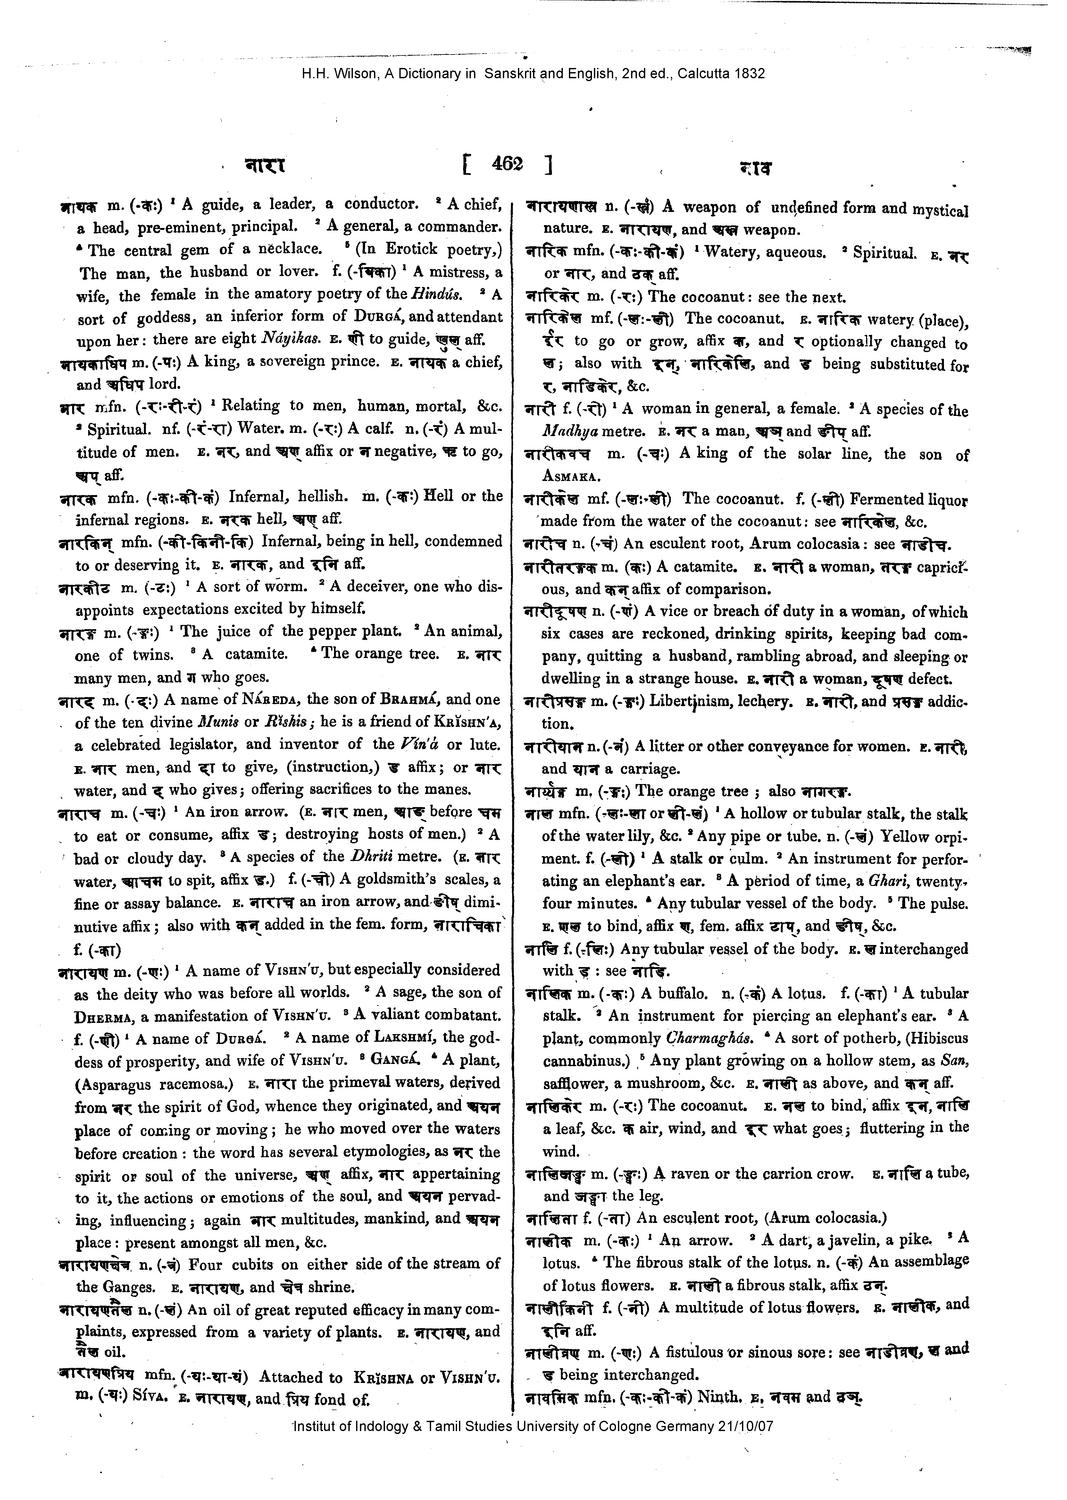 H.H. Wilson, A Dictionary in Sanskrit and English, 2nd ed., Calcutta 1832
नारा [ 462 ] नाव
नायक m. (-कः) ¹ A guide, a leader, a conductor. ² A chief,
a head, pre-eminent, principal. ³ A general, a commander.
⁴ The central gem of a necklace. ⁵ (In Erotick poetry,)
The man, the husband or lover. f. (-यिका) ¹ A mistress, a
wife, the female in the amatory poetry of the Hindús. ² A
sort of goddess, an inferior form of DURGÁ, and attendant
upon her: there are eight Náyikas. E. णी to guide, ण्वुल् aff.
नायकाधिप m. (-पः) A king, a sovereign prince. E. नायक a chief,
and अधिप lord.
नार mfn. (-रः-री-रं) ¹ Relating to men, human, mortal, &c.
² Spiritual. nf. (-रं-रा) Water. m. (-रः) A calf. n. (-रं) A mul-
titude of men. E. नर, and अण् affix or न negative, ऋ to go,
अप् aff.
नारक mfn. (-कः-की-कं) Infernal, hellish. m. (-कः) Hell or the
infernal regions. E. नरक hell, अण् aff.
नारकिन् mfn. (-की-किनी-कि) Infernal, being in hell, condemned
to or deserving it. E. नारक, and इनि aff.
नारकीट m. (-टः) ¹ A sort of worm. ² A deceiver, one who dis-
appoints expectations excited by himself.
नारङ्ग m. (-ङ्गः) ¹ The juice of the pepper plant. ² An animal,
one of twins. ³ A catamite. ⁴ The orange tree. E. नार
many men, and ग who goes.
नारद m. (-दः) A name of NÁREDA, the son of BRAHMÁ, and one
of the ten divine Munis or Rĭshis; he is a friend of KRĬSHN'A,
a celebrated legislator, and inventor of the Vín'á or lute.
E. नार men, and दा to give, (instruction,) ड affix; or नार
water, and द who gives; offering sacrifices to the manes.
नाराच m. (-चः) ¹ An iron arrow. (E. नार men, आङ् before चम
to eat or consume, affix ड; destroying hosts of men.) ² A
bad or cloudy day. ³ A species of the Dhriti metre. (E. नार
water, आचम to spit, affix ड.) f. (-ची) A goldsmith's scales, a
fine or assay balance. E. नाराच an iron arrow, and ङीष् dimi-
nutive affix; also with कन् added in the fem. form, नाराचिका
f. (-का)
नारायण m. (-णः) ¹ A name of VISHN'U, but especially considered
as the deity who was before all worlds. ² A sage, the son of
DHERMA, a manifestation of VISHN'U. ³ A valiant combatant.
f. (-णी) ¹ A name of DURGÁ. ² A name of LAKSHMÍ, the god-
dess of prosperity, and wife of VISHN'U. ³ GANGÁ. ⁴ A plant,
(Asparagus racemosa.) E. नारा the primeval waters, derived
from नर the spirit of God, whence they originated, and अयन
place of coming or moving; he who moved over the waters
before creation: the word has several etymologies, as नर the
spirit or soul of the universe, अण् affix, नार appertaining
to it, the actions or emotions of the soul, and अयन pervad-
ing, influencing; again नार multitudes, mankind, and अयन
place: present amongst all men, &c.
नारायणक्षेत्र n. (-त्रं) Four cubits on either side of the stream of
the Ganges. E. नारायण, and क्षेत्र shrine.
नारायणतैल n. (-लं) An oil of great reputed efficacy in many com-
plaints, expressed from a variety of plants. E. नारायण, and
तैल oil.
नारायणप्रिय mfn. (-यः-या-यं) Attached to KRĬSHNA or VISHN'U.
m. (-यः) SÍVA. E. नारायण, and प्रिय fond of.
नारायणास्त्र n. (-स्त्रं) A weapon of undefined form and mystical
nature. E. नारायण, and अस्त्र weapon.
नारिक mfn. (-कः-की-कं) ¹ Watery, aqueous. ² Spiritual. E. नर
or नार, and ठक् aff.
नारिकेर m. (-रः) The cocoanut: see the next.
नारिकेल mf. (-लः-ली) The cocoanut. E. नारिक watery (place),
ईर to go or grow, affix क, and र optionally changed to
ल; also with इन्, नारिकेलि, and ड being substituted for
र, नाडिकेर, &c.
नारी f. (-री) ¹ A woman in general, a female. ² A species of the
Madhya metre. E. नर a man, अञ् and ङीष् aff.
नारीकवच m. (-चः) A king of the solar line, the son of
ASMAKA.
नारीकेल mf. (-लः-ली) The cocoanut. f. (-ली) Fermented liquor
made from the water of the cocoanut: see नारिकेल, &c.
नारीच n. (-चं) An esculent root, Arum colocasia: see नाडीच.
नारीतरङ्गक m. (कः) A catamite. E. नारी a woman, तरङ्ग caprici-
ous, and कन् affix of comparison.
नारीदूषण n. (-णं) A vice or breach of duty in a woman, of which
six cases are reckoned, drinking spirits, keeping bad com-
pany, quitting a husband, rambling abroad, and sleeping or
dwelling in a strange house. E. नारी a woman, दूषण defect.
नारीप्रसङ्ग m. (-ङ्गः) Libertinism, lechery. E. नारी, and प्रसङ्ग addic-
tion.
नारीयान n. (-नं) A litter or other conveyance for women. E. नारी,
and यान a carriage.
नार्य्यङ्ग m. (-ङ्गः) The orange tree; also नागरङ्ग.
नाल mfn. (-लः-ला or ली-लं) ¹ A hollow or tubular stalk, the stalk
of the water lily, &c. ² Any pipe or tube. n. (-लं) Yellow orpi-
ment. f. (-ली) ¹ A stalk or culm. ² An instrument for perfor-
ating an elephant's ear. ³ A period of time, a Ghari, twenty-
four minutes. ⁴ Any tubular vessel of the body. ⁵ The pulse.
E. णल to bind, affix ण, fem. affix टाप्, and ङीष्, &c.
नालि f. (-लिः) Any tubular vessel of the body. E. ल interchanged
with ड : see नाडि.
नालिक m. (-कः) A buffalo. n. (-कं) A lotus. f. (-का) ¹ A tubular
stalk. ² An instrument for piercing an elephant's ear. ³ A
plant, commonly Charmaghás. ⁴ A sort of potherb, (Hibiscus
cannabinus.) ⁵ Any plant growing on a hollow stem, as San,
safflower, a mushroom, &c. E. नाली as above, and कन् aff.
नालिकेर m. (-रः) The cocoanut. E. नल to bind, affix इन्, नालि
a leaf, &c. क air, wind, and इर what goes; fluttering in the
wind.
नालिजङ्घ m. (-ङ्घः) A raven or the carrion crow. E. नालि a tube,
and जङ्घा the leg.
नालिता f. (-ता) An esculent root, (Arum colocasia.)
नालीक m. (-कः) ¹ An arrow. ² A dart, a javelin, a pike. ³ A
lotus. ⁴ The fibrous stalk of the lotus. n. (-कं) An assemblage
of lotus flowers. E. नाली a fibrous stalk, affix ठन्.
नालीकिनी f. (-नी) A multitude of lotus flowers. E. नालीक, and
इनि aff.
नालीव्रण m. (-णः) A fistulous or sinous sore: see नाडीव्रण, ल and
ड being interchanged.
नावमिक mfn. (-कः-की-कं) Ninth. E. नवम and ठञ्.
Institut of Indology & Tamil Studies University of Cologne Germany 21/10/07